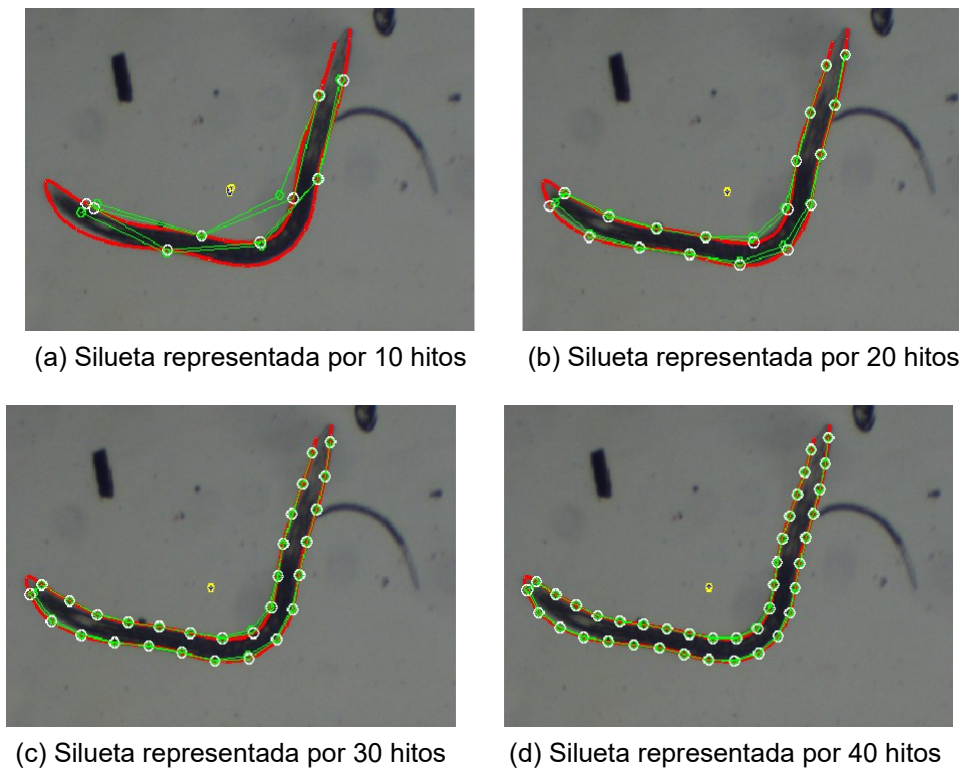 (a) Silueta representada por 10 hitos
(b) Silueta representada por 20 hitos
(c) Silueta representada por 30 hitos
(d) Silueta representada por 40 hitos